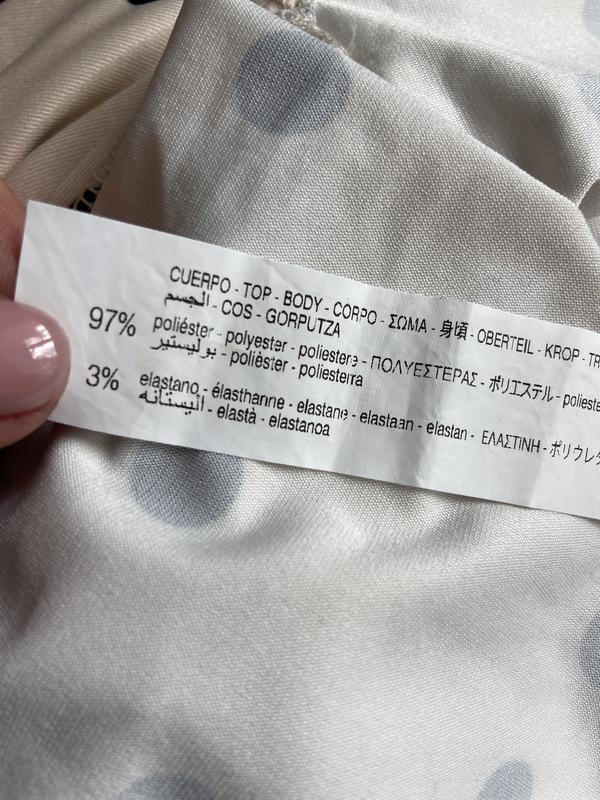 CUERPO - TOP - BODY - CORPO - ΣΩΜΑ - 身頃 - OBERTEIL - KROP -
الجسم - COS - GORPUTZA
97% poliéster - polyester - poliestere - ΠΟΛΥΕΣΤΕΡΑΣ - ポリエステル -
بوليستير - polièster - poliesterra
3% elastano - élasthanne - elastane - elastaan - elastan - ΕΛΑΣΤΙΝΗ -
اليستانه - elastà - elastanoa